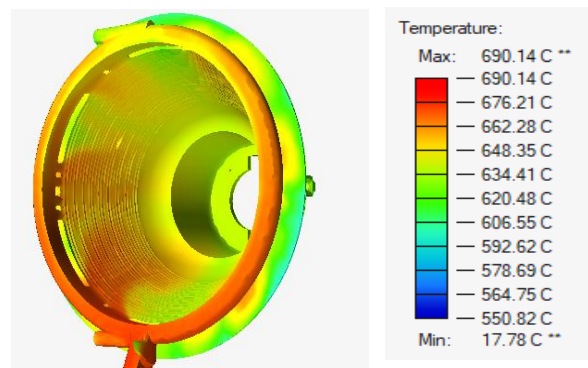 Temperature:
Max: 690.14 C **
690.14 C
676.21 C
662.28 C
648.35 C
634.41 C
620.48 C
606.55 C
592.62 C
578.69 C
564.75 C
550.82 C
Min: 17.78 C **